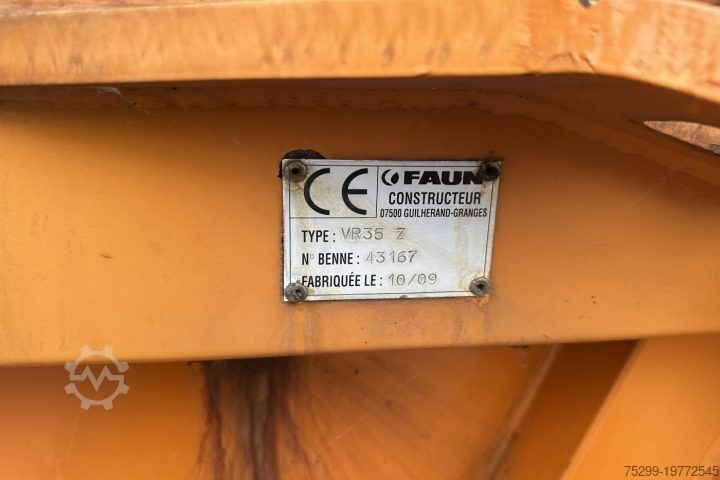 CE FAUN
CONSTRUCTEUR
07500 GUILHERAND-GRANGES
TYPE : VR35 Z
N° BENNE : 43167
FABRIQUÉE LE : 10/09
75299-19772545